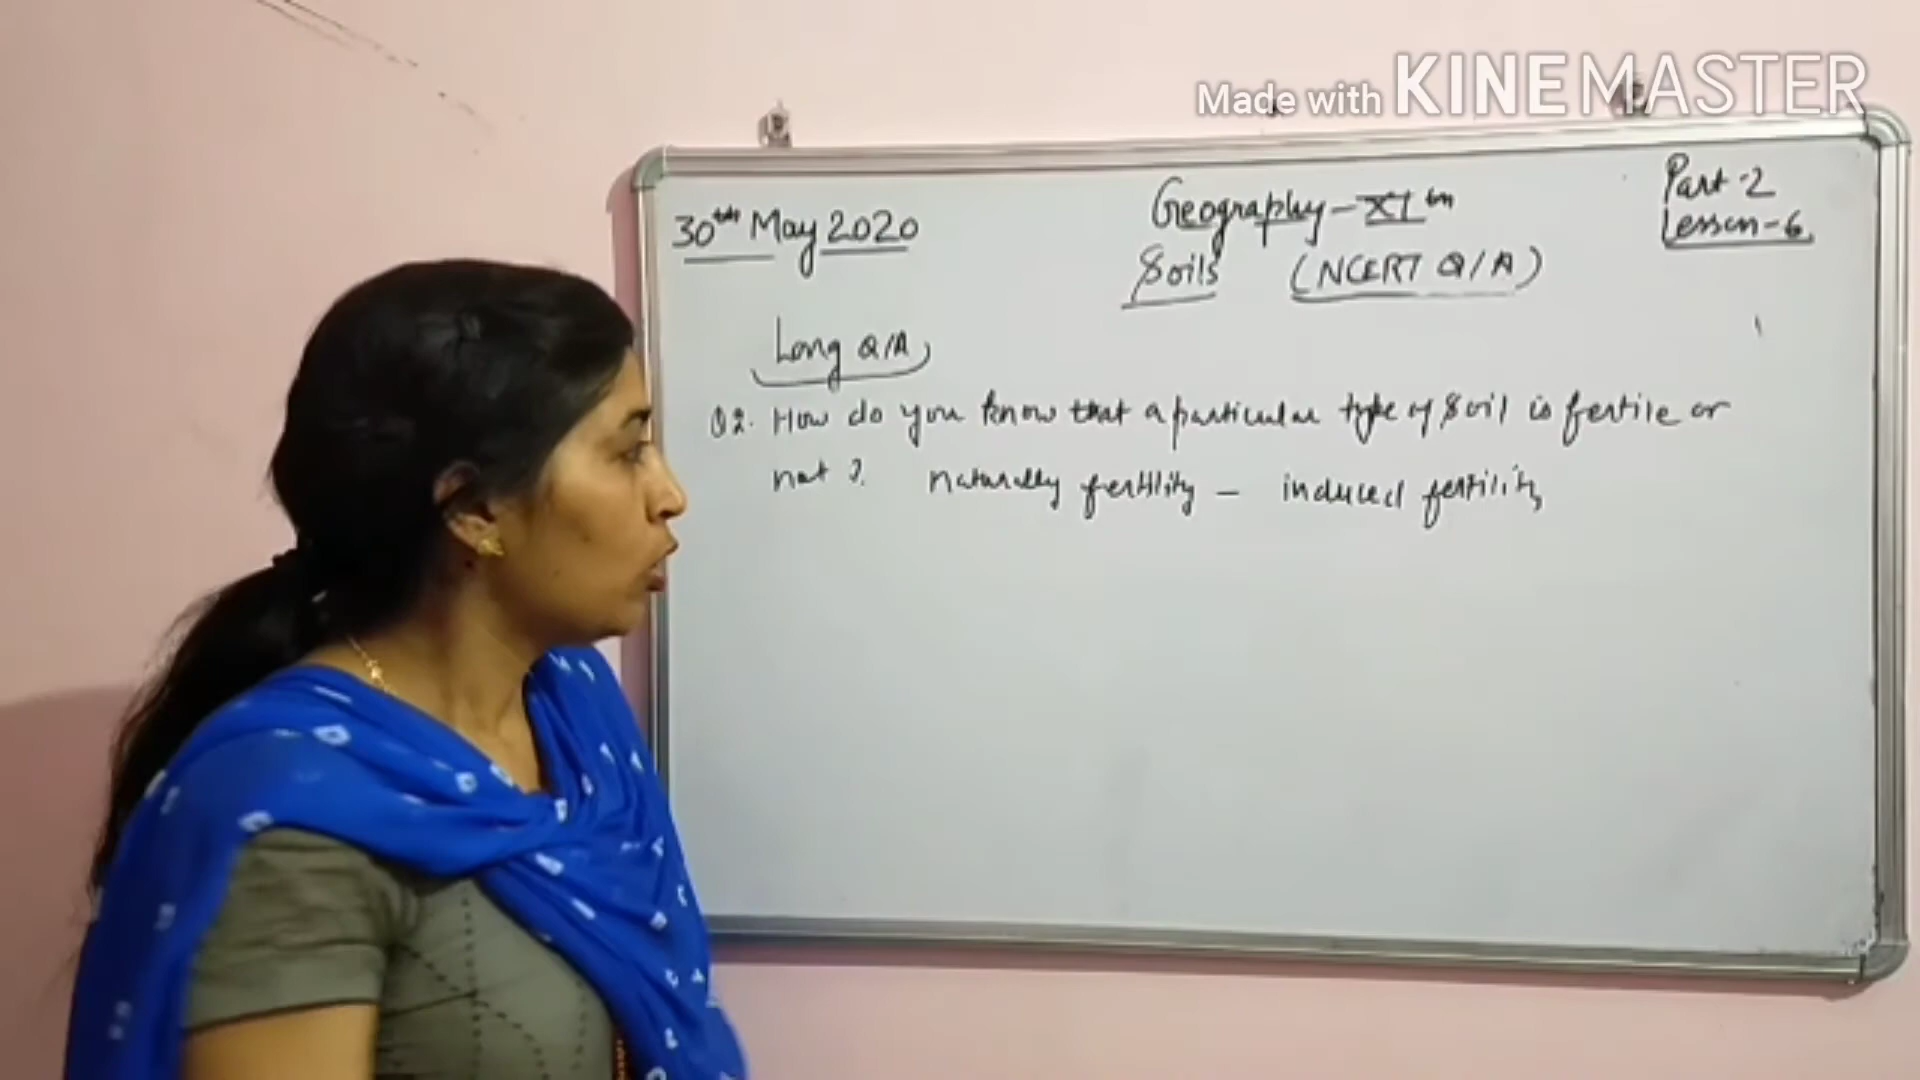 Made with KINEMASTER
30th May 2020
Geography - XIth
Part-2
Lesson-6
Soils (NCERT Q/A)
Long Q/A
Q2. How do you know that a particular type of Soil is fertile or
not? naturally fertility - induced fertility